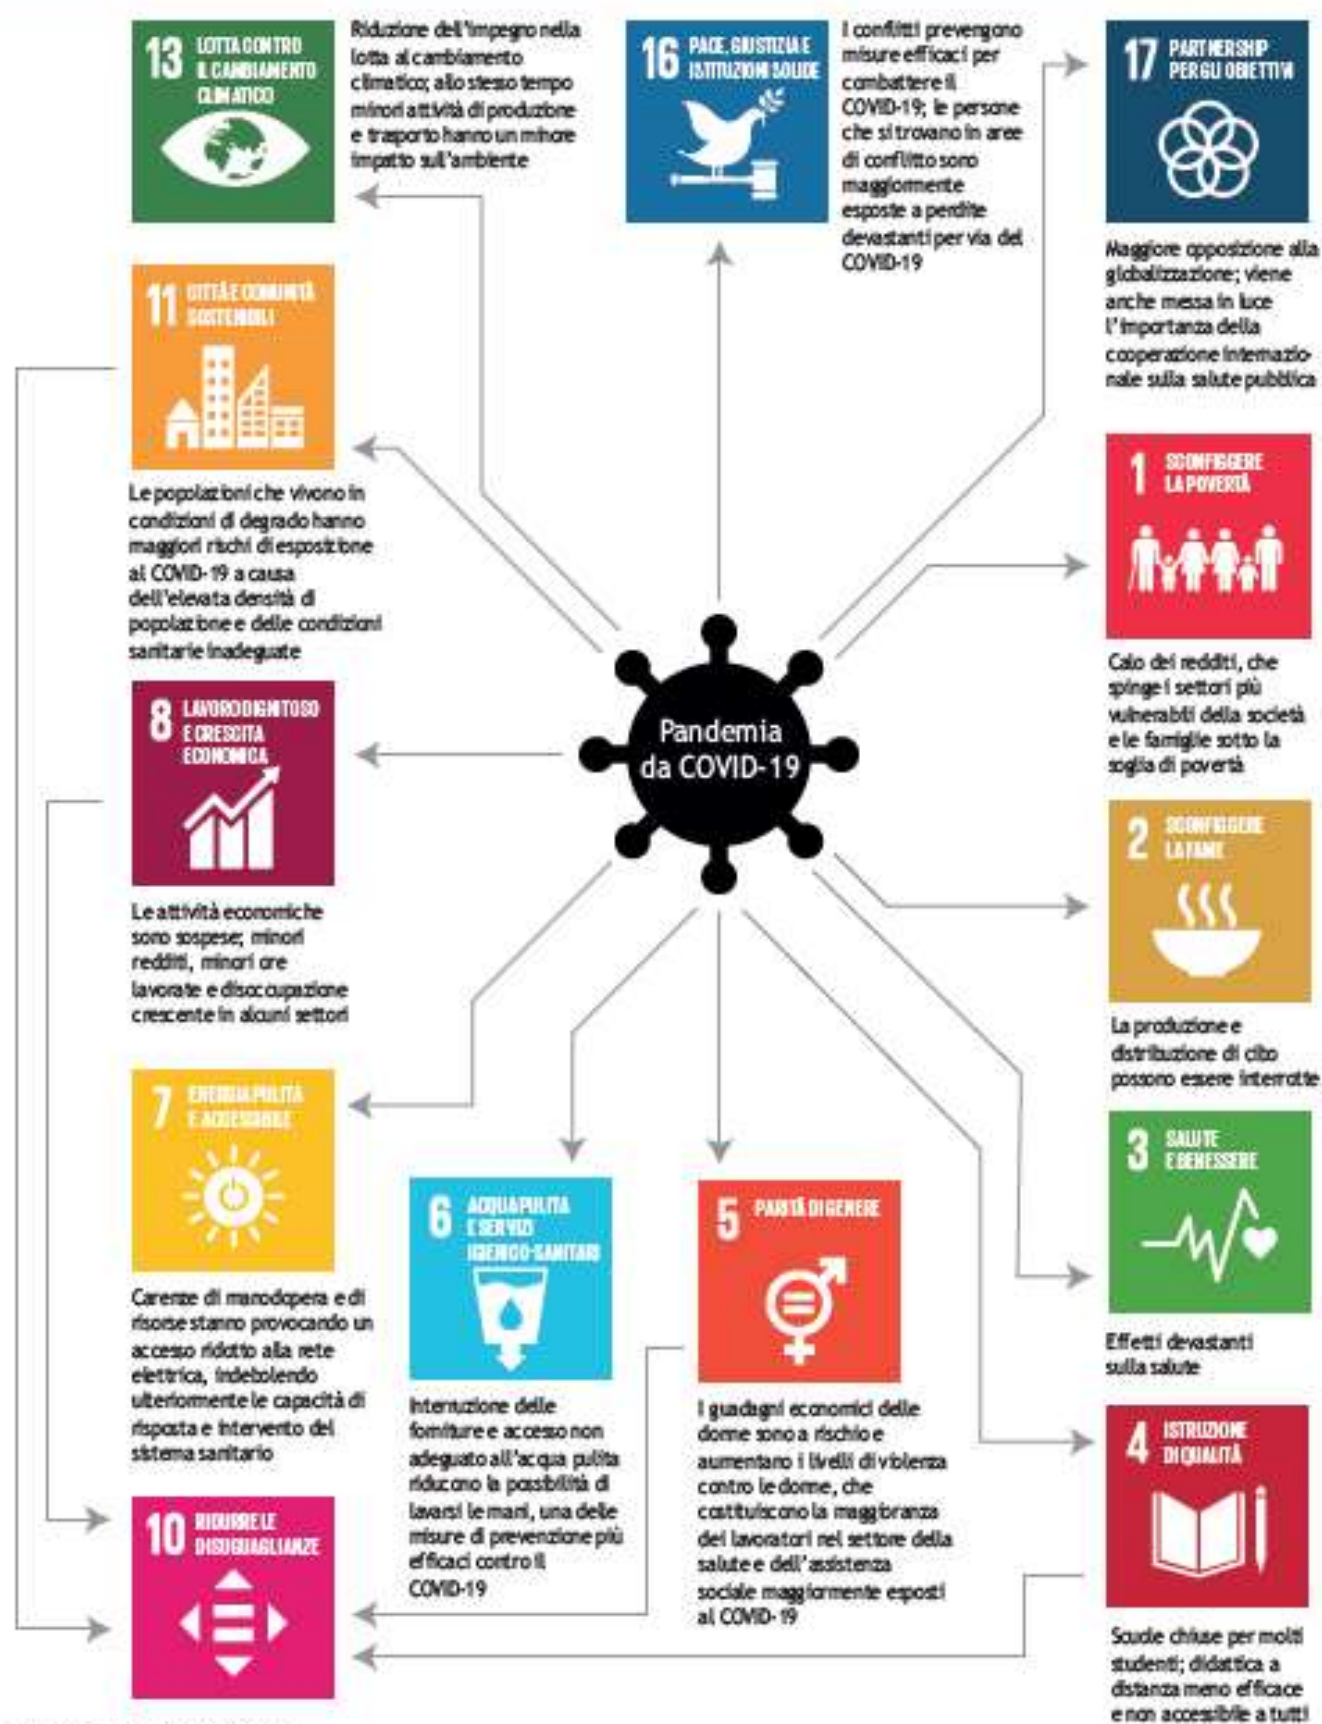 13 LOTTA CONTRO
IL CAMBIAMENTO
CLIMATICO
Riduzione dell'impegno nella
lotta al cambiamento
climatico; allo stesso tempo
minori attività di produzione
e trasporto hanno un minore
impatto sull'ambiente
16 PACE, GIUSTIZIA E
ISTITUZIONI SOLIDE
I conflitti prevengono
misure efficaci per
combattere il
COVID-19; le persone
che si trovano in aree
di conflitto sono
maggiormente
esposte a perdite
devastanti per via del
COVID-19
17 PARTNERSHIP
PER GLI OBIETTIVI
Maggiore opposizione alla
globalizzazione; viene
anche messa in luce
l'importanza della
cooperazione internazio-
nale sulla salute pubblica
11 CITTÀ E COMUNITÀ
SOSTENIBILI
Le popolazioni che vivono in
condizioni di degrado hanno
maggiori rischi di esposizione
al COVID-19 a causa
dell'elevata densità di
popolazione e delle condizioni
sanitarie inadeguate
1 SCONFIGGERE
LA POVERTÀ
Calo dei redditi, che
spinge i settori più
vulnerabili della società
e le famiglie sotto la
soglia di povertà
Pandemia
da COVID-19
8 LAVORO DIGNITOSO
E CRESCITA
ECONOMICA
Le attività economiche
sono sospese; minori
redditi, minori ore
lavorate e disoccupazione
crescente in alcuni settori
2 SCONFIGGERE
LA FAME
La produzione e
distribuzione di cibo
possono essere interrotte
7 ENERGIA PULITA
E ACCESSIBILE
Carenze di manodopera e di
risorse stanno provocando un
accesso ridotto alla rete
elettrica, indebolendo
ulteriormente le capacità di
risposta e intervento del
sistema sanitario
6 ACQUA PULITA
E SERVIZI
IGIENICO-SANITARI
Interruzione delle
forniture e accesso non
adeguato all'acqua pulita
riducono la possibilità di
lavarsi le mani, una delle
misure di prevenzione più
efficaci contro il
COVID-19
5 PARITÀ DI GENERE
I guadagni economici delle
donne sono a rischio e
aumentano i livelli di violenza
contro le donne, che
costituiscono la maggioranza
dei lavoratori nel settore della
salute e dell'assistenza
sociale maggiormente esposti
al COVID-19
3 SALUTE
E BENESSERE
Effetti devastanti
sulla salute
4 ISTRUZIONE
DI QUALITÀ
Scuole chiuse per molti
studenti; didattica a
distanza meno efficace
e non accessibile a tutti
10 RIDURRE LE
DISUGUAGLIANZE